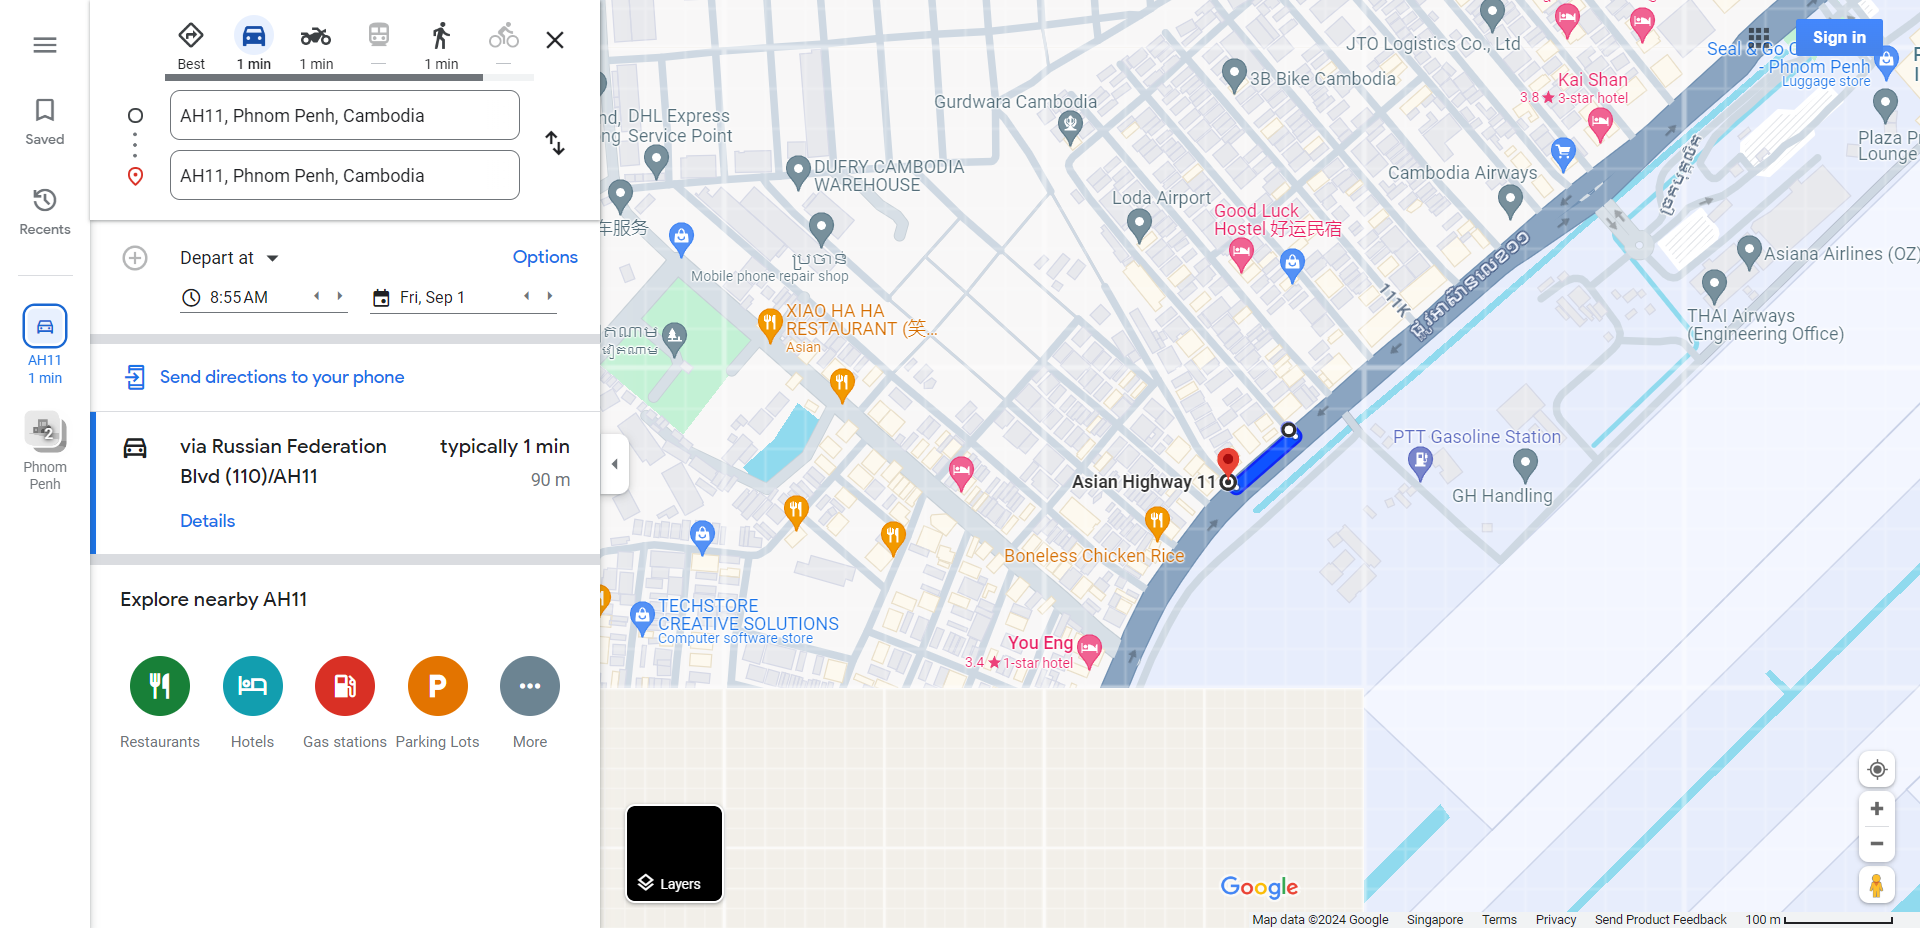 Best
1 min
1 min
—
1 min
—
Saved
Recents
AH11
1 min
2
Phnom
Penh
AH11, Phnom Penh, Cambodia
AH11, Phnom Penh, Cambodia
Depart at
Options
8:55 AM
Fri, Sep 1
Send directions to your phone
via Russian Federation
Blvd (110)/AH11
typically 1 min
90 m
Details
Explore nearby AH11
P
Restaurants
Hotels
Gas stations
Parking Lots
More
Sign in
JTO Logistics Co., Ltd
3B Bike Cambodia
Kai Shan
3.8 ★ 3-star hotel
Seal & Go C
- Phnom Penh
Luggage store
Gurdwara Cambodia
nd, DHL Express
ng Service Point
DUFRY CAMBODIA
WAREHOUSE
Plaza P
Lounge
Cambodia Airways
Loda Airport
Good Luck
Hostel 好运民宿
车服务
ប្រចាន់
Mobile phone repair shop
Asiana Airlines (OZ)
111K
XIAO HA HA
RESTAURANT (笑...
Asian
THAI Airways
(Engineering Office)
PTT Gasoline Station
Asian Highway 11
GH Handling
Boneless Chicken Rice
TECHSTORE
CREATIVE SOLUTIONS
Computer software store
You Eng
3.4 ★ 1-star hotel
Layers
Google
Map data ©2024 Google
Singapore
Terms
Privacy
Send Product Feedback
100 m